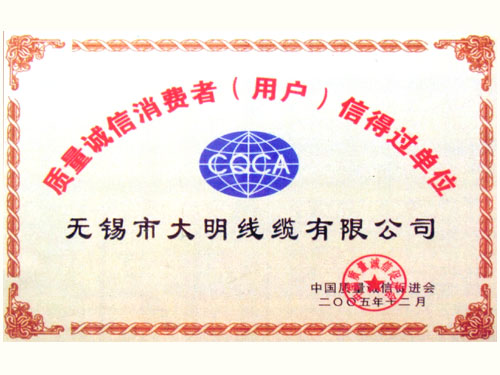 质量诚信消费者（用户）信得过单位
CQCA
无锡市大明线缆有限公司
中国质量诚信促进会
二〇〇五年十二月